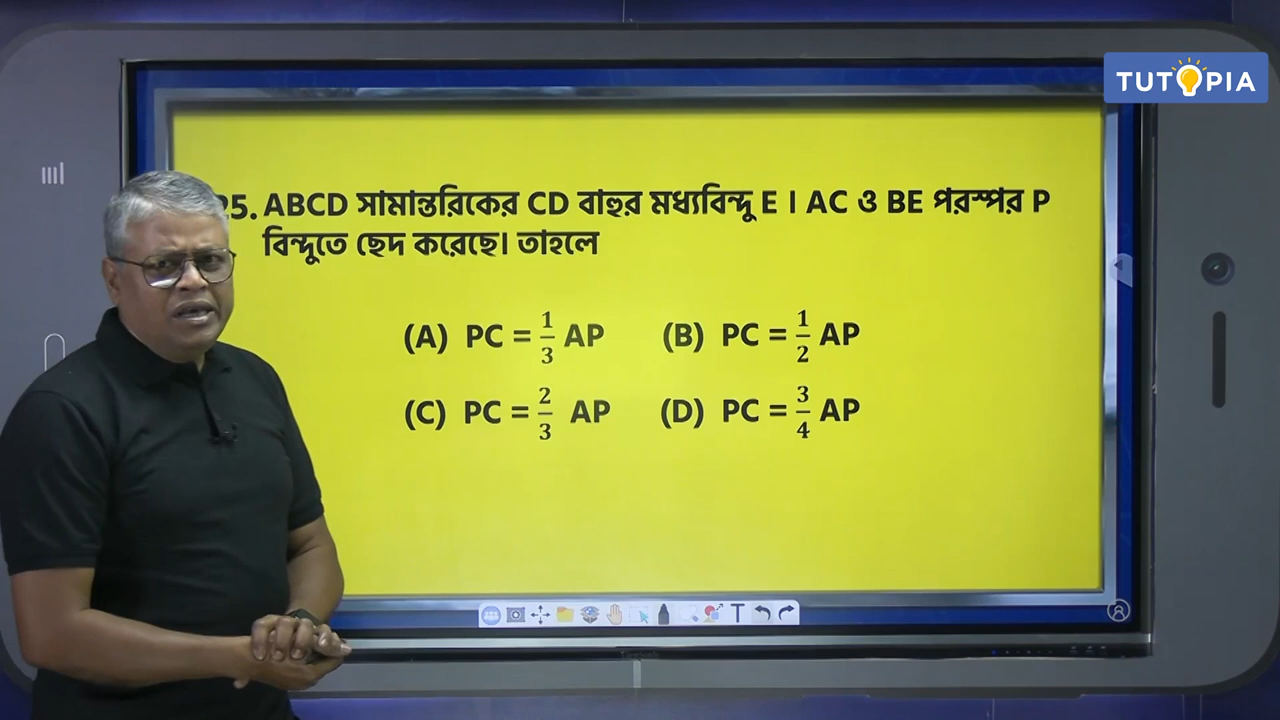 TUTOPIA
25. ABCD সামান্তরিকের CD বাহুর মধ্যবিন্দু E । AC ও BE পরস্পর P
বিন্দুতে ছেদ করেছে। তাহলে
(A) PC = 1/3 AP (B) PC = 1/2 AP
(C) PC = 2/3 AP (D) PC = 3/4 AP